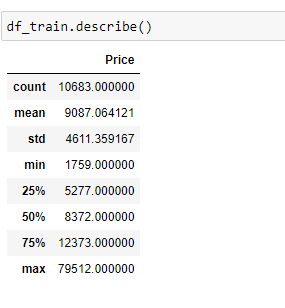 df_train.describe()
Price
count 10683.000000
mean 9087.064121
std 4611.359167
min 1759.000000
25% 5277.000000
50% 8372.000000
75% 12373.000000
max 79512.000000